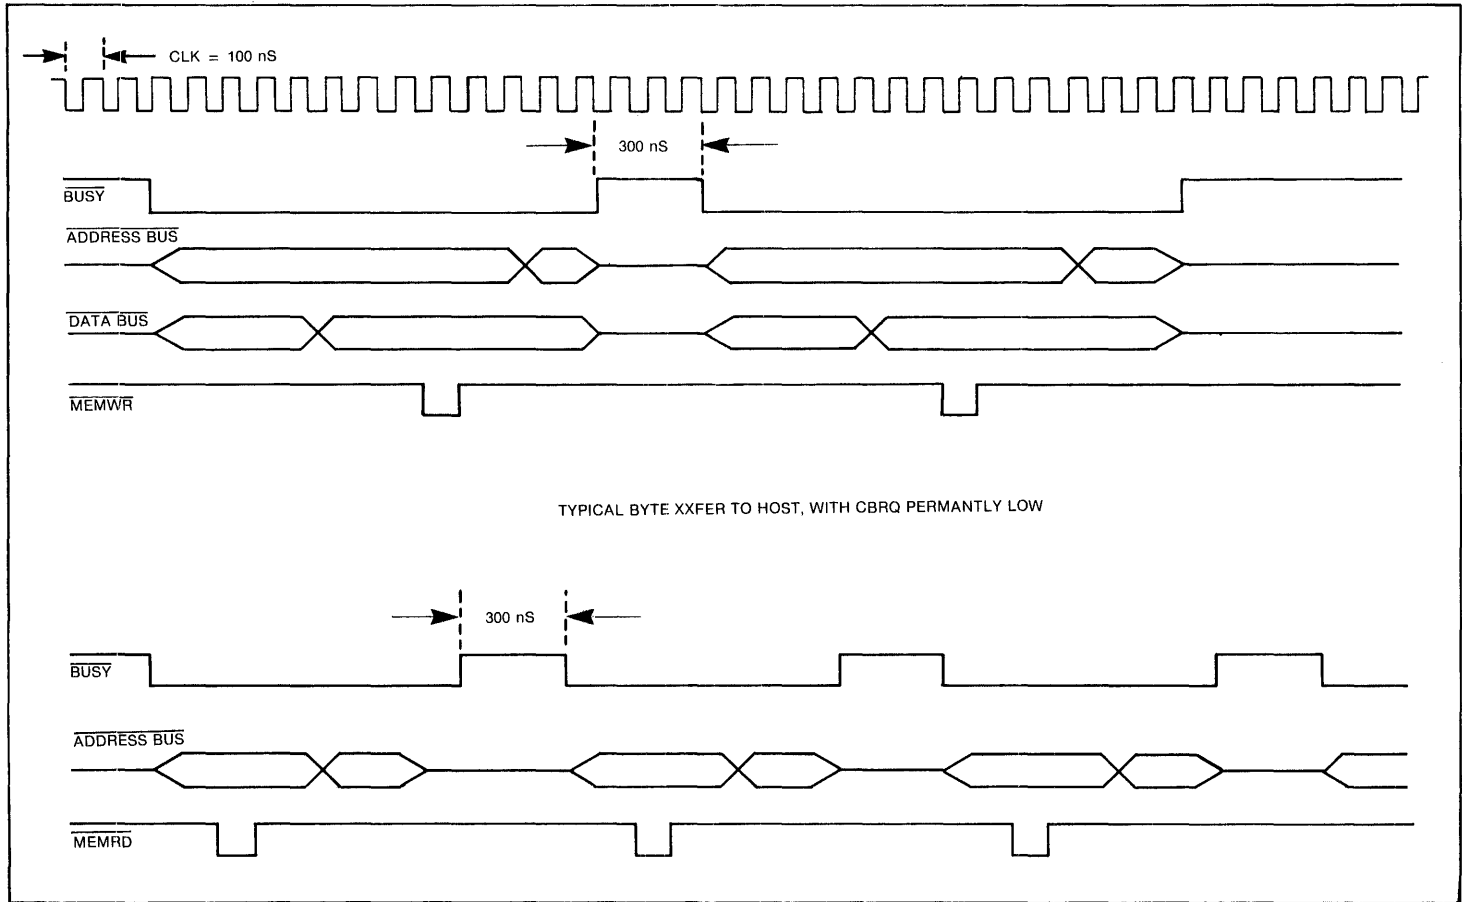 CLK = 100 nS
300 nS
BUSY
ADDRESS BUS
DATA BUS
MEMWR
TYPICAL BYTE XXFER TO HOST, WITH CBRQ PERMANTLY LOW
300 nS
BUSY
ADDRESS BUS
MEMRD